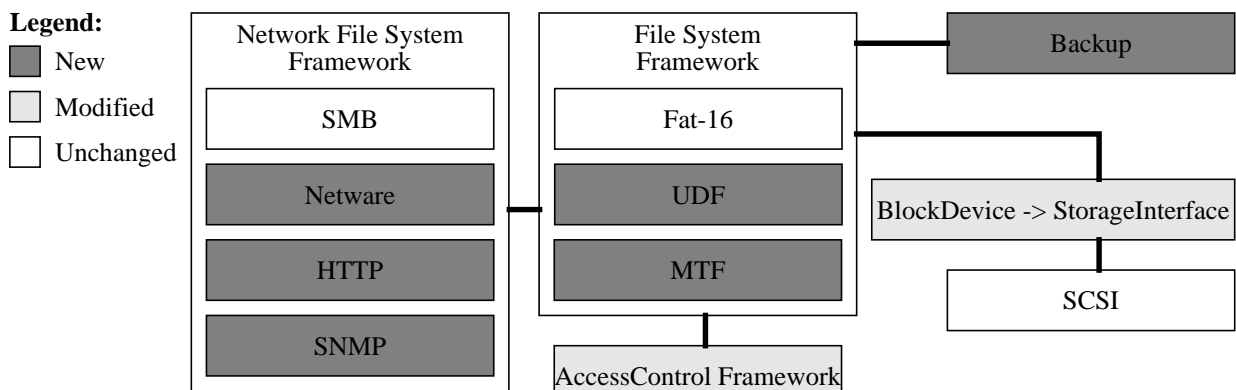 Legend:
New
Modified
Unchanged
Network File System
Framework
SMB
Netware
HTTP
SNMP
File System
Framework
Fat-16
UDF
MTF
AccessControl Framework
Backup
BlockDevice -> StorageInterface
SCSI